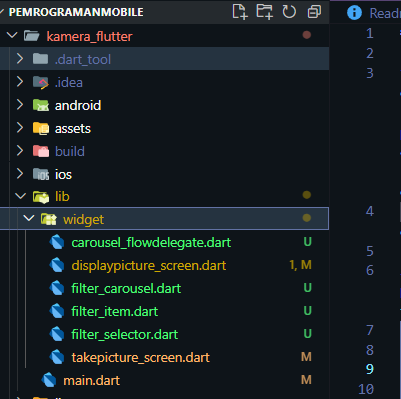 PEMROGRAMANMOBILE
Readm
kamera_flutter
.dart_tool
.idea
android
assets
build
ios
lib
widget
carousel_flowdelegate.dart U
displaypicture_screen.dart 1, M
filter_carousel.dart U
filter_item.dart U
filter_selector.dart U
takepicture_screen.dart M
main.dart M
1
2
3
4
5
6
7
8
9
10